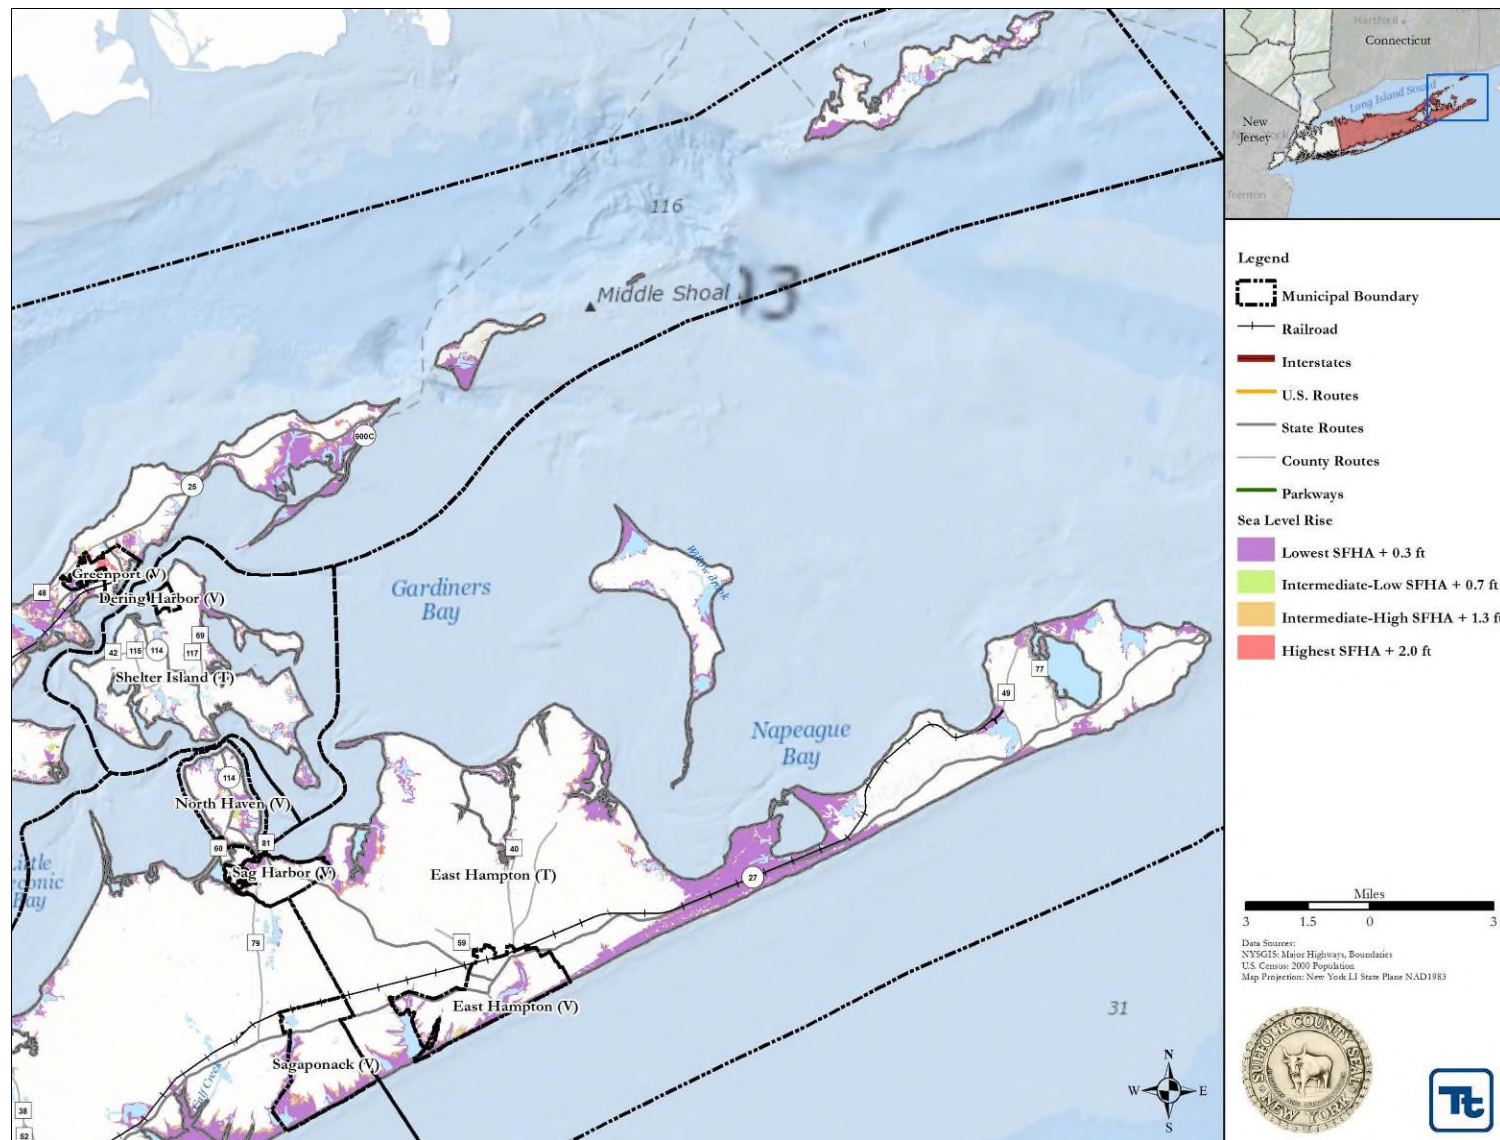 116
Middle Shoal
13
900C
25
Greenport (V)
48
Dering Harbor (V)
69
42
115
114
117
Shelter Island (T)
Gardiners
Bay
Willow Brook
77
49
Napeague
Bay
114
North Haven (V)
60
81
Sag Harbor (V)
40
East Hampton (T)
27
Little
Peconic
Bay
79
59
East Hampton (V)
31
Sagaponack (V)
38
52
N
W
E
S
Hartford
Connecticut
Long Island Sound
New
Jersey
Trenton
Legend
Municipal Boundary
Railroad
Interstates
U.S. Routes
State Routes
County Routes
Parkways
Sea Level Rise
Lowest SFHA + 0.3 ft
Intermediate-Low SFHA + 0.7 ft
Intermediate-High SFHA + 1.3 ft
Highest SFHA + 2.0 ft
Miles
3 1.5 0 3
Data Sources:
NYSGIS: Major Highways, Boundaries
U.S. Census: 2000 Population
Map Projection: New York LI State Plane NAD1983
SUFFOLK COUNTY SEAL
NEW YORK
Tt